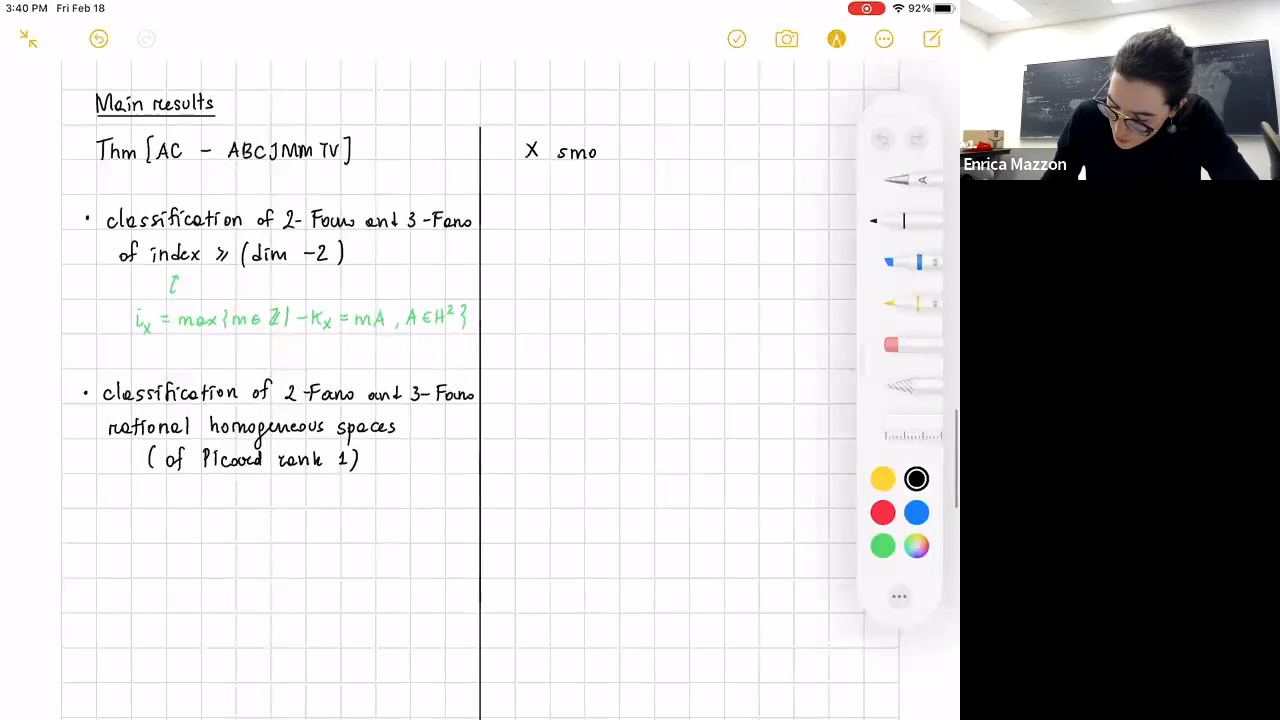 3:40 PM Fri Feb 18
92%
Main results
Thm [AC - ABCJMMTV]
X smo
• classification of 2-Fano and 3-Fano
of index ≥ (dim -2)
↑
i_X = max{m ∈ ℤ | -K_X = mA, A ∈ H²}
• classification of 2-Fano and 3-Fano
rational homogeneous spaces
(of Picard rank 1)
A
Enrica Mazzon